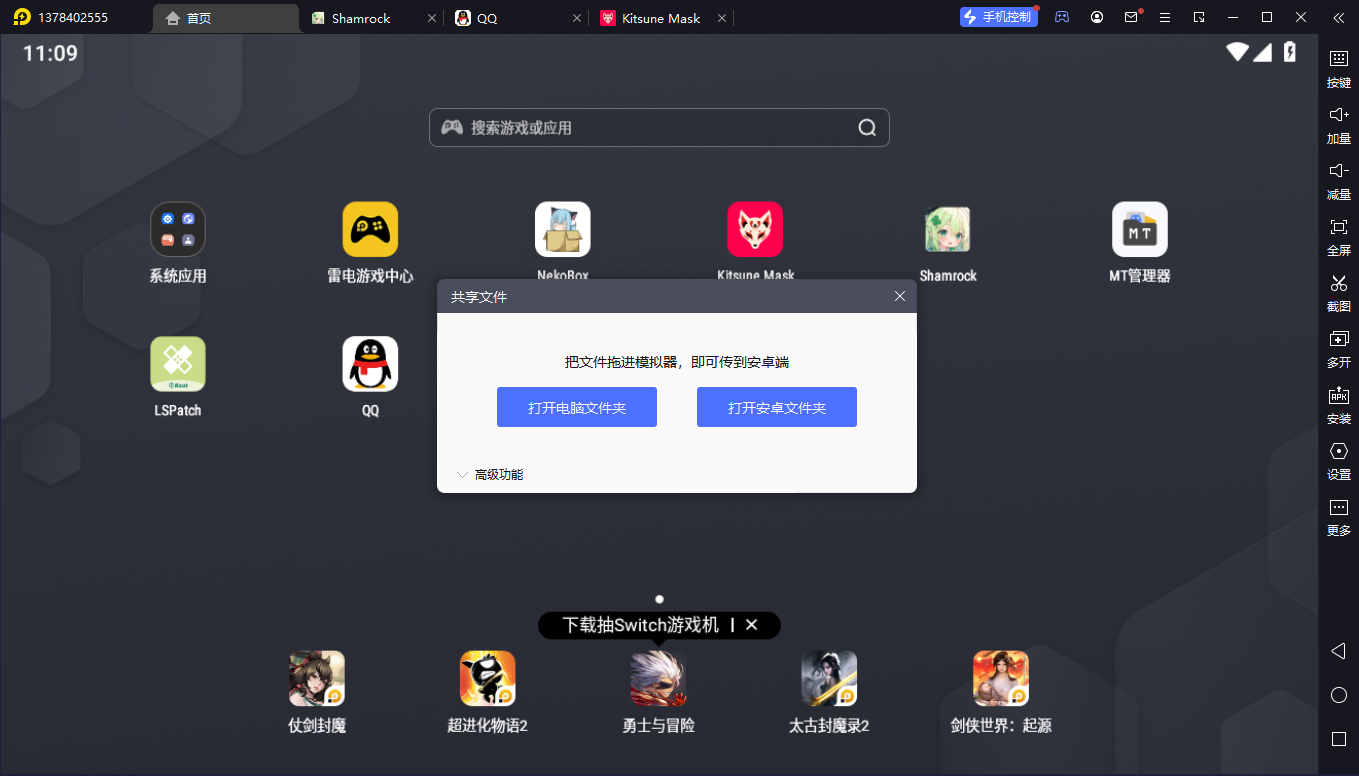 1378402555
首页
Shamrock
QQ
Kitsune Mask
手机控制
11:09
搜索游戏或应用
系统应用
雷电游戏中心
NekoBox
Kitsune Mask
Shamrock
MT
MT管理器
Root
LSPatch
QQ
共享文件
把文件拖进模拟器，即可传到安卓端
打开电脑文件夹
打开安卓文件夹
高级功能
下载抽Switch游戏机
仗剑封魔
超进化物语2
勇士与冒险
太古封魔录2
剑侠世界：起源
按键
加量
减量
全屏
截图
多开
APK
安装
设置
更多